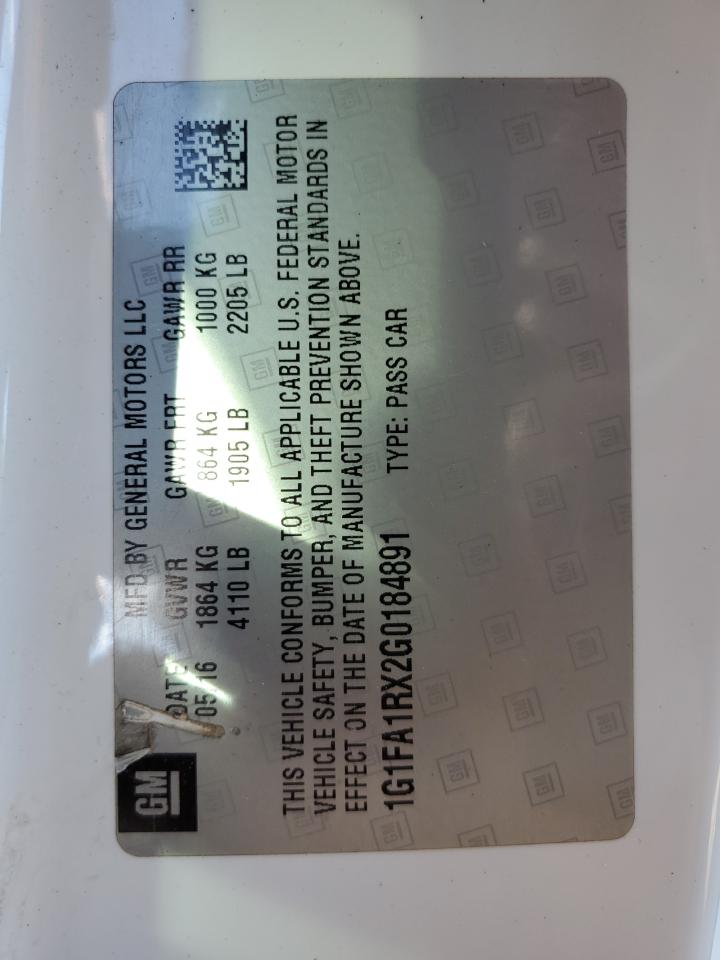 GM
MFD BY GENERAL MOTORS LLC
DATE GVWR GAWR FRT GAWR RR
05/16 1864 KG 864 KG 1000 KG
4110 LB 1905 LB 2205 LB
THIS VEHICLE CONFORMS TO ALL APPLICABLE U.S. FEDERAL MOTOR
VEHICLE SAFETY, BUMPER, AND THEFT PREVENTION STANDARDS IN
EFFECT ON THE DATE OF MANUFACTURE SHOWN ABOVE.
1G1FA1RX2G0184891 TYPE: PASS CAR